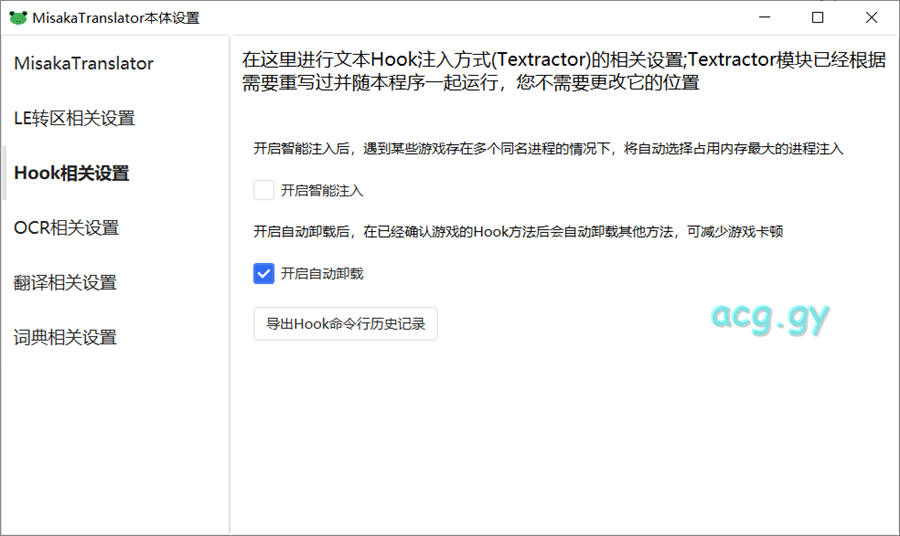 MisakaTranslator本体设置
MisakaTranslator
LE转区相关设置
Hook相关设置
OCR相关设置
翻译相关设置
词典相关设置
在这里进行文本Hook注入方式(Textractor)的相关设置;Textractor模块已经根据
需要重写过并随本程序一起运行，您不需要更改它的位置
开启智能注入后，遇到某些游戏存在多个同名进程的情况下，将自动选择占用内存最大的进程注入
开启智能注入
开启自动卸载后，在已经确认游戏的Hook方法后会自动卸载其他方法，可减少游戏卡顿
开启自动卸载
导出Hook命令行历史记录
acg.gy